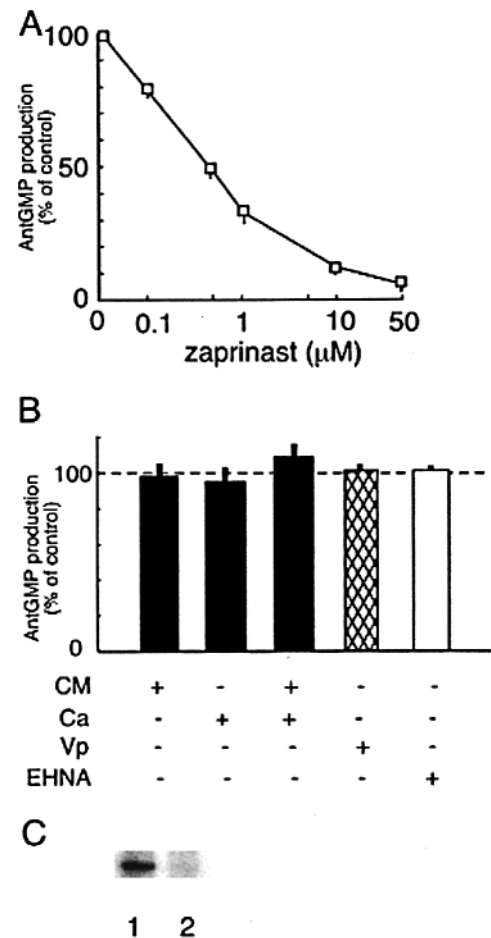 A
AntGMP production
(% of control)
100
50
0
0 0.1 1 10 50
zaprinast (µM)
B
AntGMP production
(% of control)
100
0
CM + - + - -
Ca - + + - -
Vp - - - + -
EHNA - - - - +
C
1 2